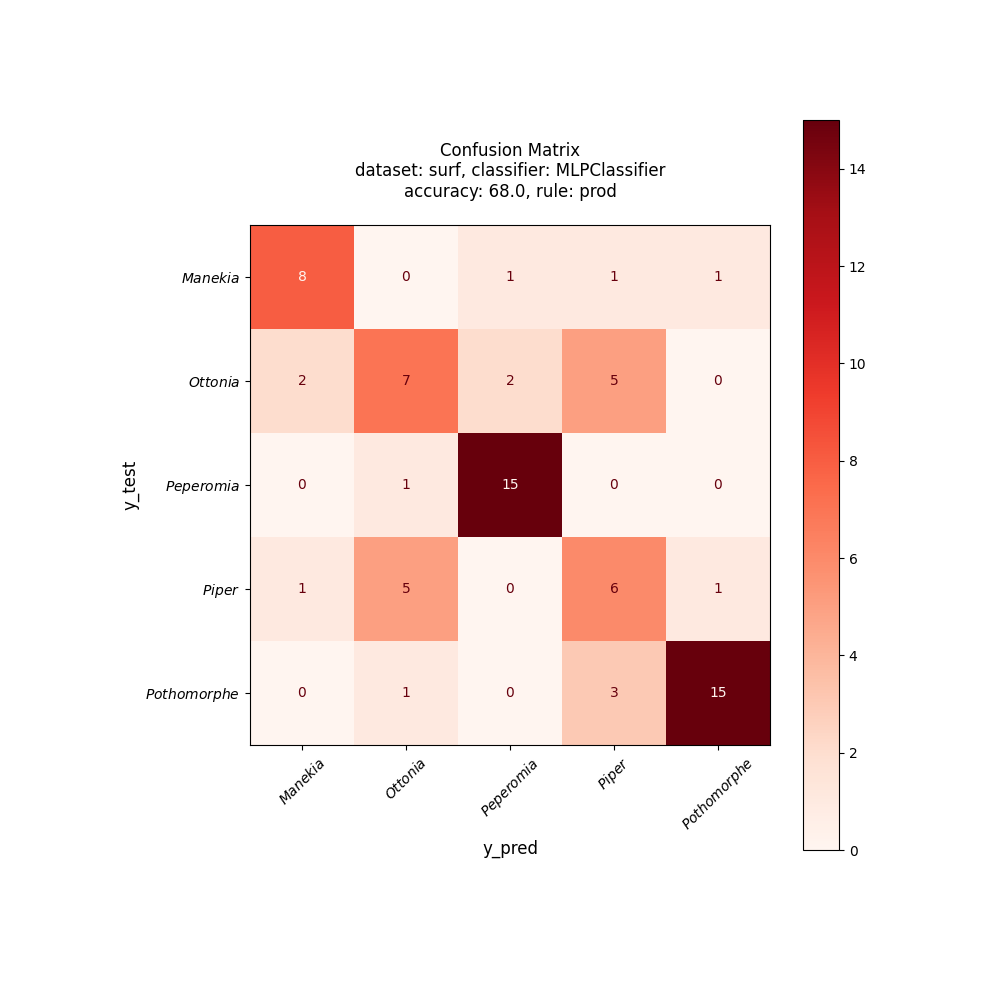 Confusion Matrix
dataset: surf, classifier: MLPClassifier
accuracy: 68.0, rule: prod
Manekia 8 0 1 1 1
Ottonia 2 7 2 5 0
Peperomia 0 1 15 0 0
Piper 1 5 0 6 1
Pothomorphe 0 1 0 3 15
y_test
Manekia Ottonia Peperomia Piper Pothomorphe
y_pred
14
12
10
8
6
4
2
0